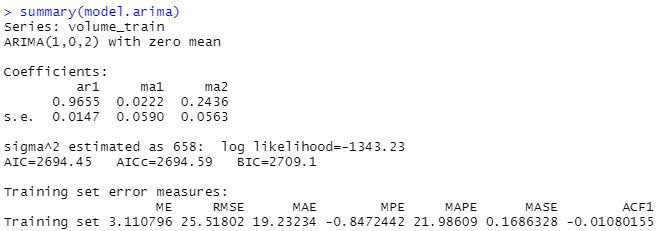 > summary(model.arima)
Series: volume_train
ARIMA(1,0,2) with zero mean
Coefficients:
ar1 ma1 ma2
0.9655 0.0222 0.2436
s.e. 0.0147 0.0590 0.0563
sigma^2 estimated as 658: log likelihood=-1343.23
AIC=2694.45 AICc=2694.59 BIC=2709.1
Training set error measures:
ME RMSE MAE MPE MAPE MASE ACF1
Training set 3.110796 25.51802 19.23234 -0.8472442 21.98609 0.1686328 -0.01080155